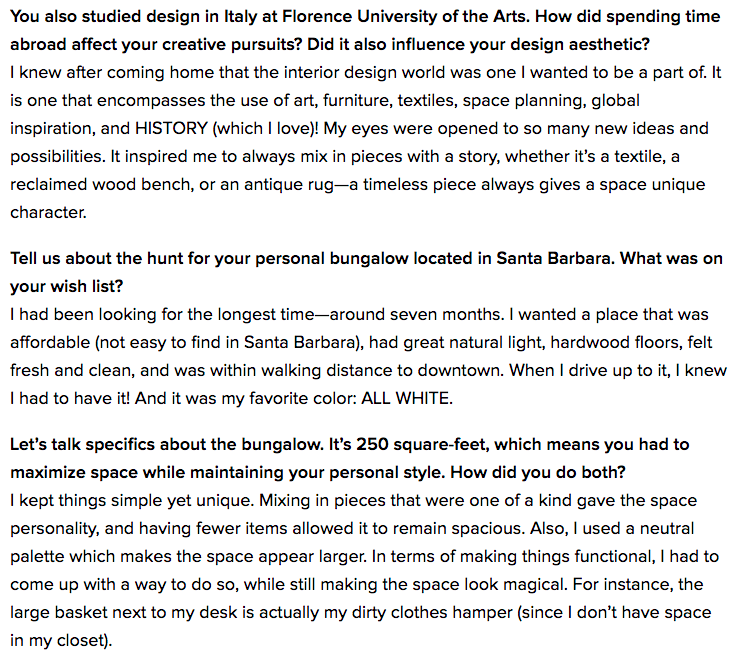 You also studied design in Italy at Florence University of the Arts. How did spending time
abroad affect your creative pursuits? Did it also influence your design aesthetic?
I knew after coming home that the interior design world was one I wanted to be a part of. It
is one that encompasses the use of art, furniture, textiles, space planning, global
inspiration, and HISTORY (which I love)! My eyes were opened to so many new ideas and
possibilities. It inspired me to always mix in pieces with a story, whether it’s a textile, a
reclaimed wood bench, or an antique rug—a timeless piece always gives a space unique
character.
Tell us about the hunt for your personal bungalow located in Santa Barbara. What was on
your wish list?
I had been looking for the longest time—around seven months. I wanted a place that was
affordable (not easy to find in Santa Barbara), had great natural light, hardwood floors, felt
fresh and clean, and was within walking distance to downtown. When I drive up to it, I knew
I had to have it! And it was my favorite color: ALL WHITE.
Let’s talk specifics about the bungalow. It’s 250 square-feet, which means you had to
maximize space while maintaining your personal style. How did you do both?
I kept things simple yet unique. Mixing in pieces that were one of a kind gave the space
personality, and having fewer items allowed it to remain spacious. Also, I used a neutral
palette which makes the space appear larger. In terms of making things functional, I had to
come up with a way to do so, while still making the space look magical. For instance, the
large basket next to my desk is actually my dirty clothes hamper (since I don’t have space
in my closet).